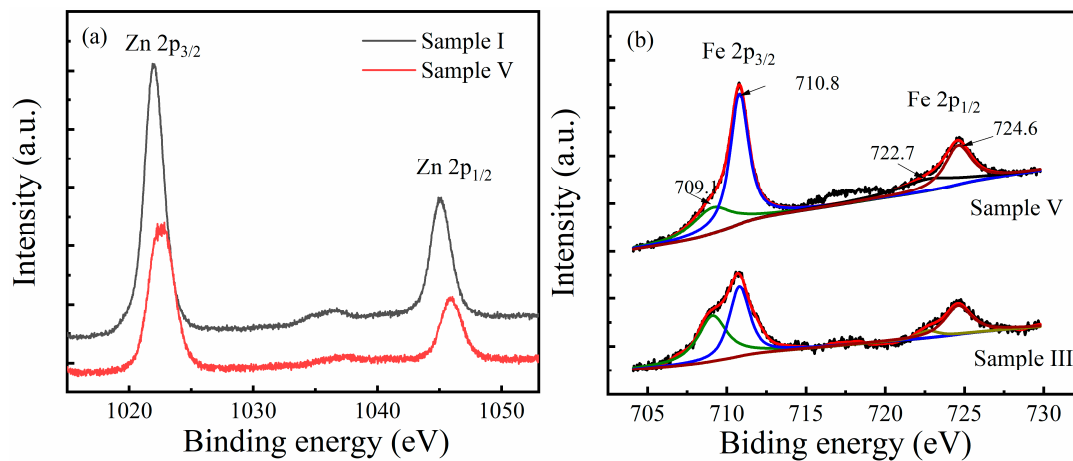 (a)
Zn 2p3/2
Sample I
Sample V
Zn 2p1/2
Intensity (a.u.)
1020
1030
1040
1050
Binding energy (eV)
(b)
Fe 2p3/2
710.8
Fe 2p1/2
724.6
722.7
709.1
Sample V
Sample III
Intensity (a.u.)
705
710
715
720
725
730
Biding energy (eV)